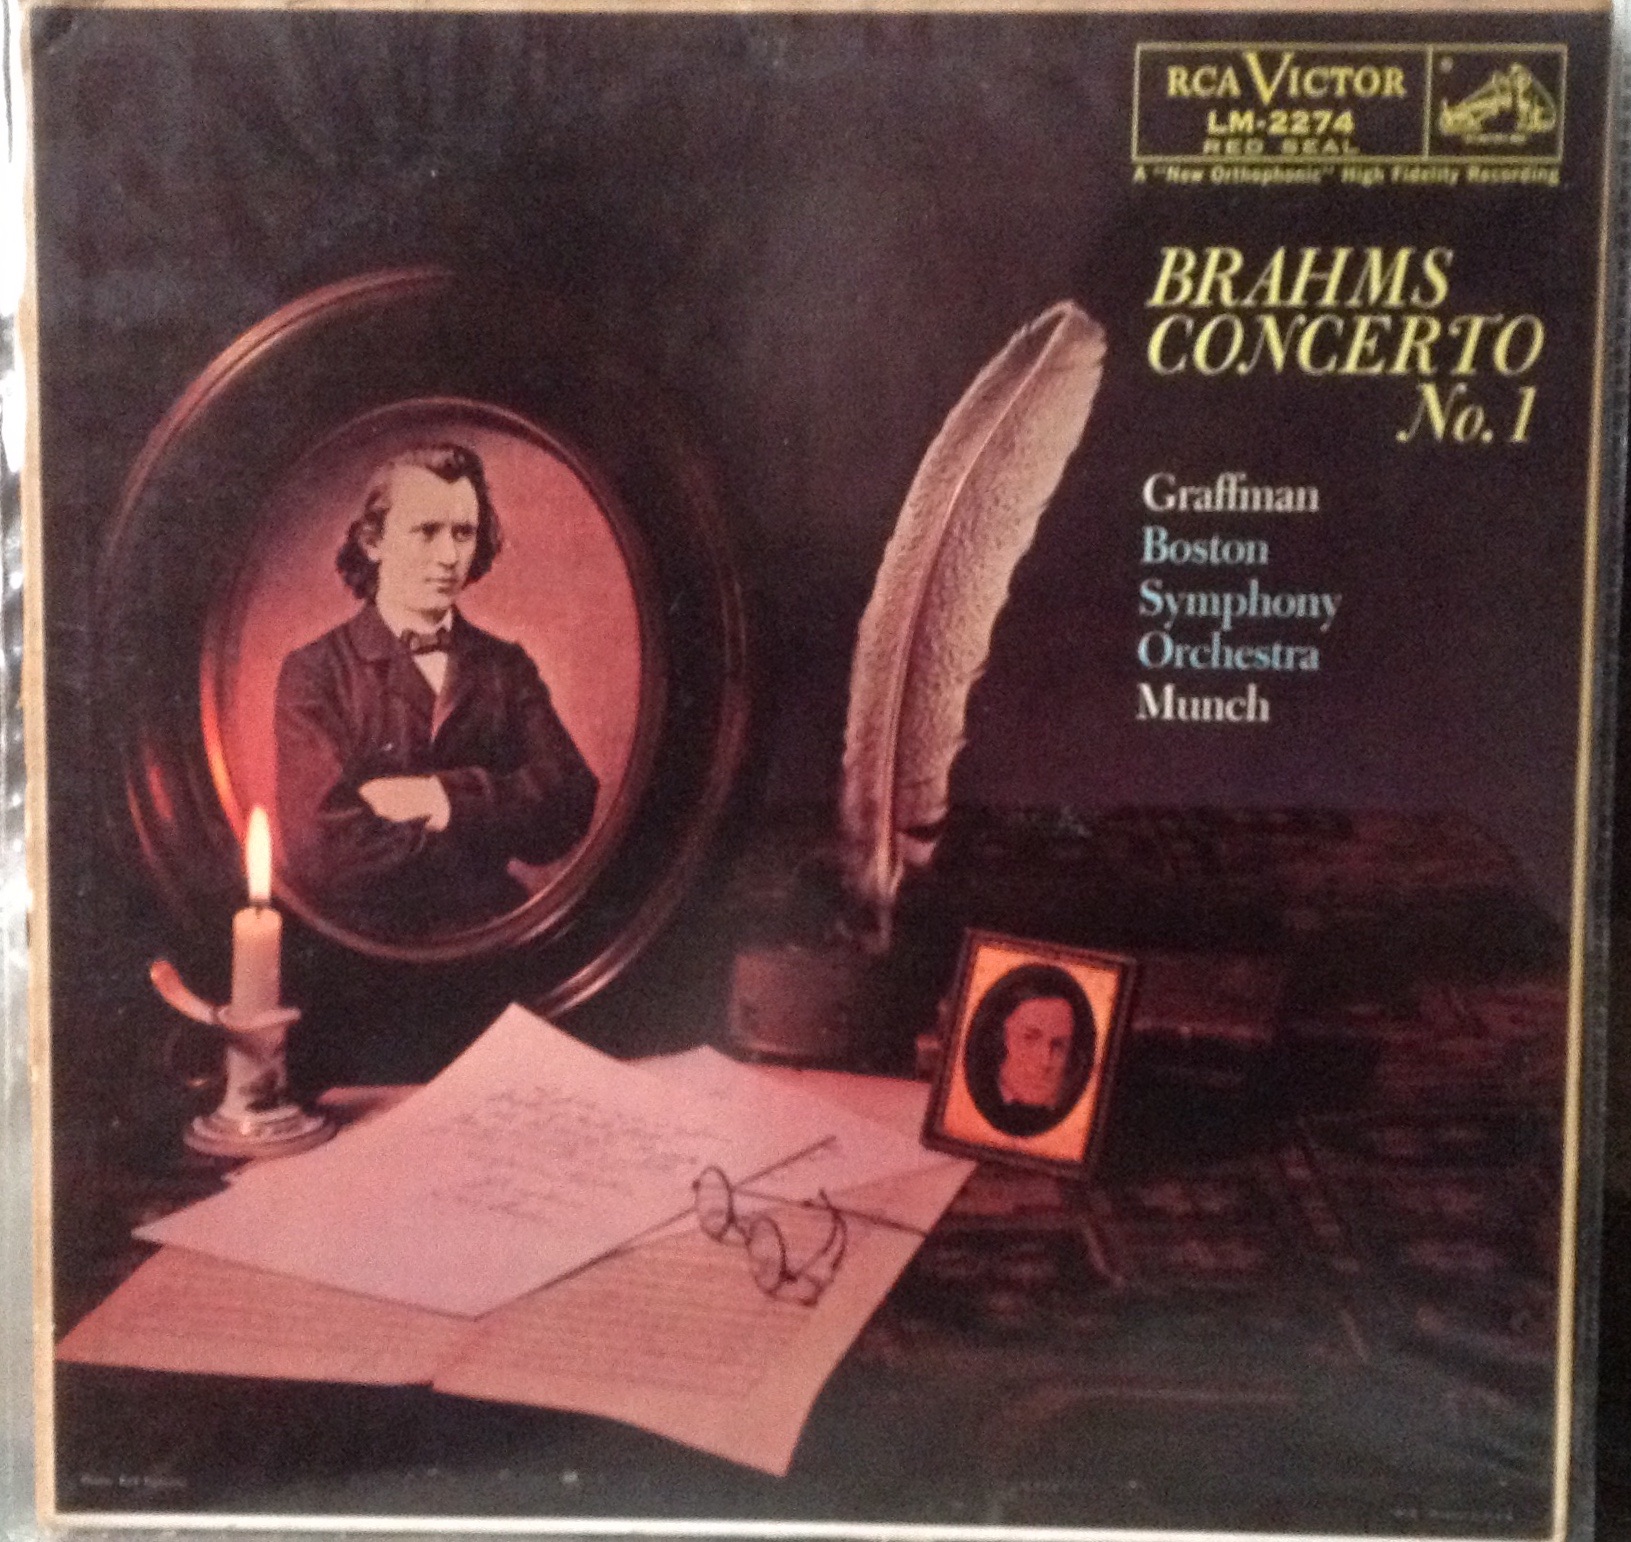 RCA VICTOR
LM-2274
RED SEAL
A "New Orthophonic" High Fidelity Recording
BRAHMS
CONCERTO
No. 1
Graffman
Boston
Symphony
Orchestra
Munch